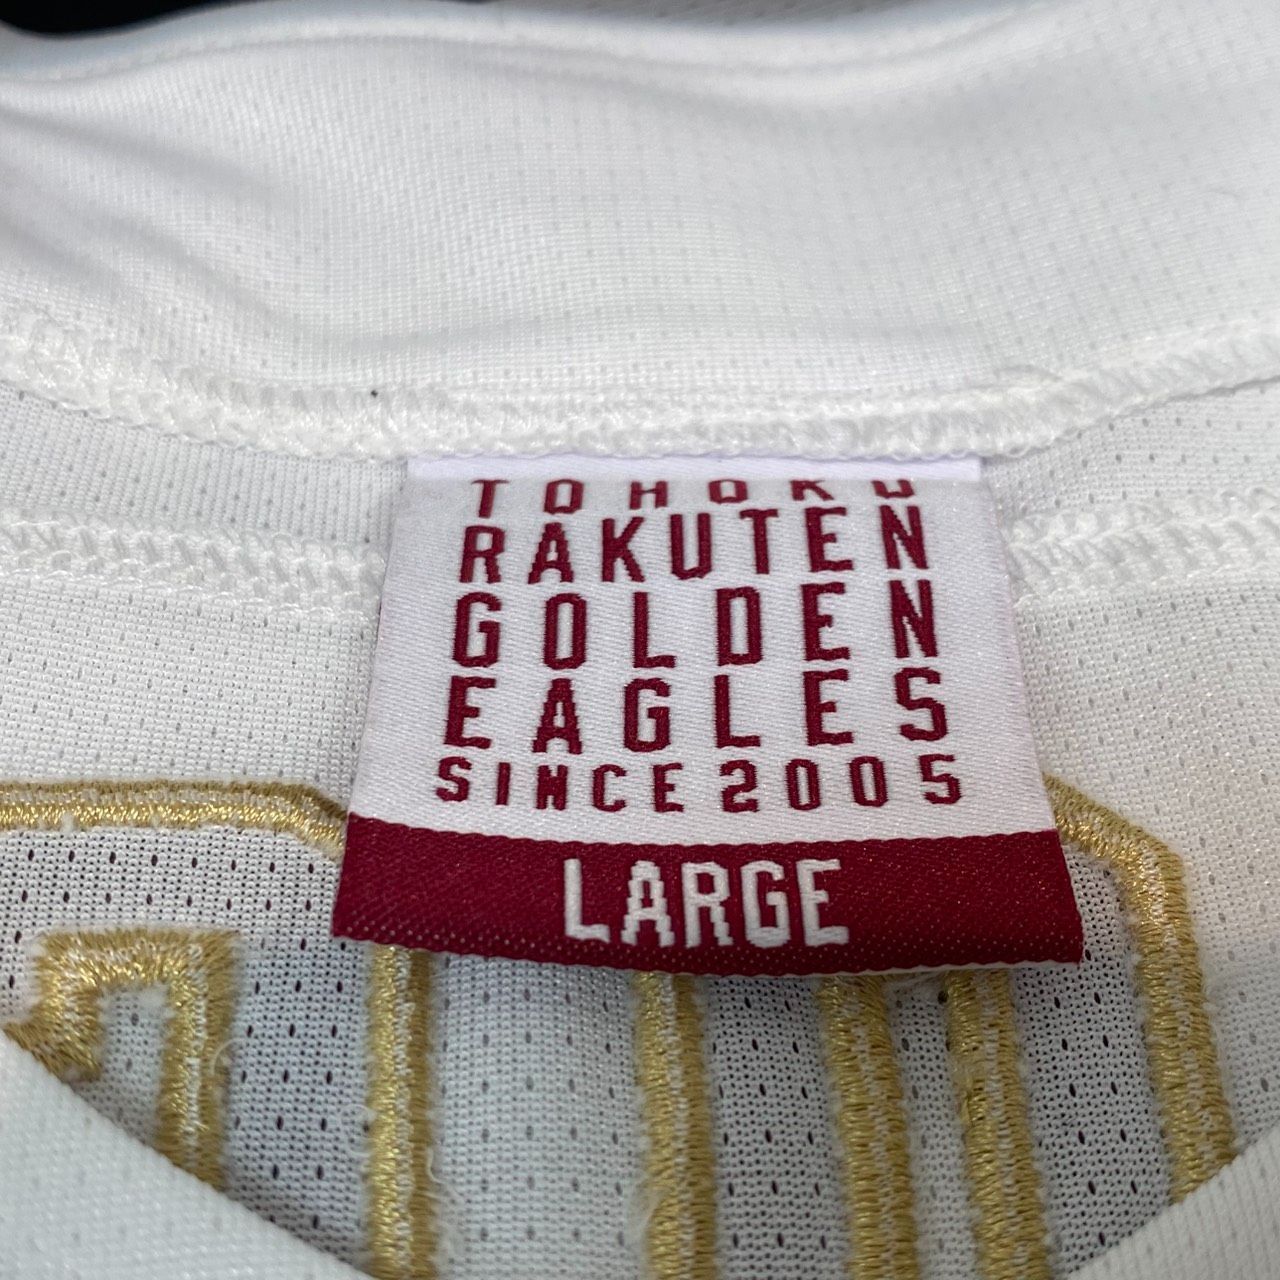 TOHOKU
RAKUTEN
GOLDEN
EAGLES
SINCE 2005
LARGE